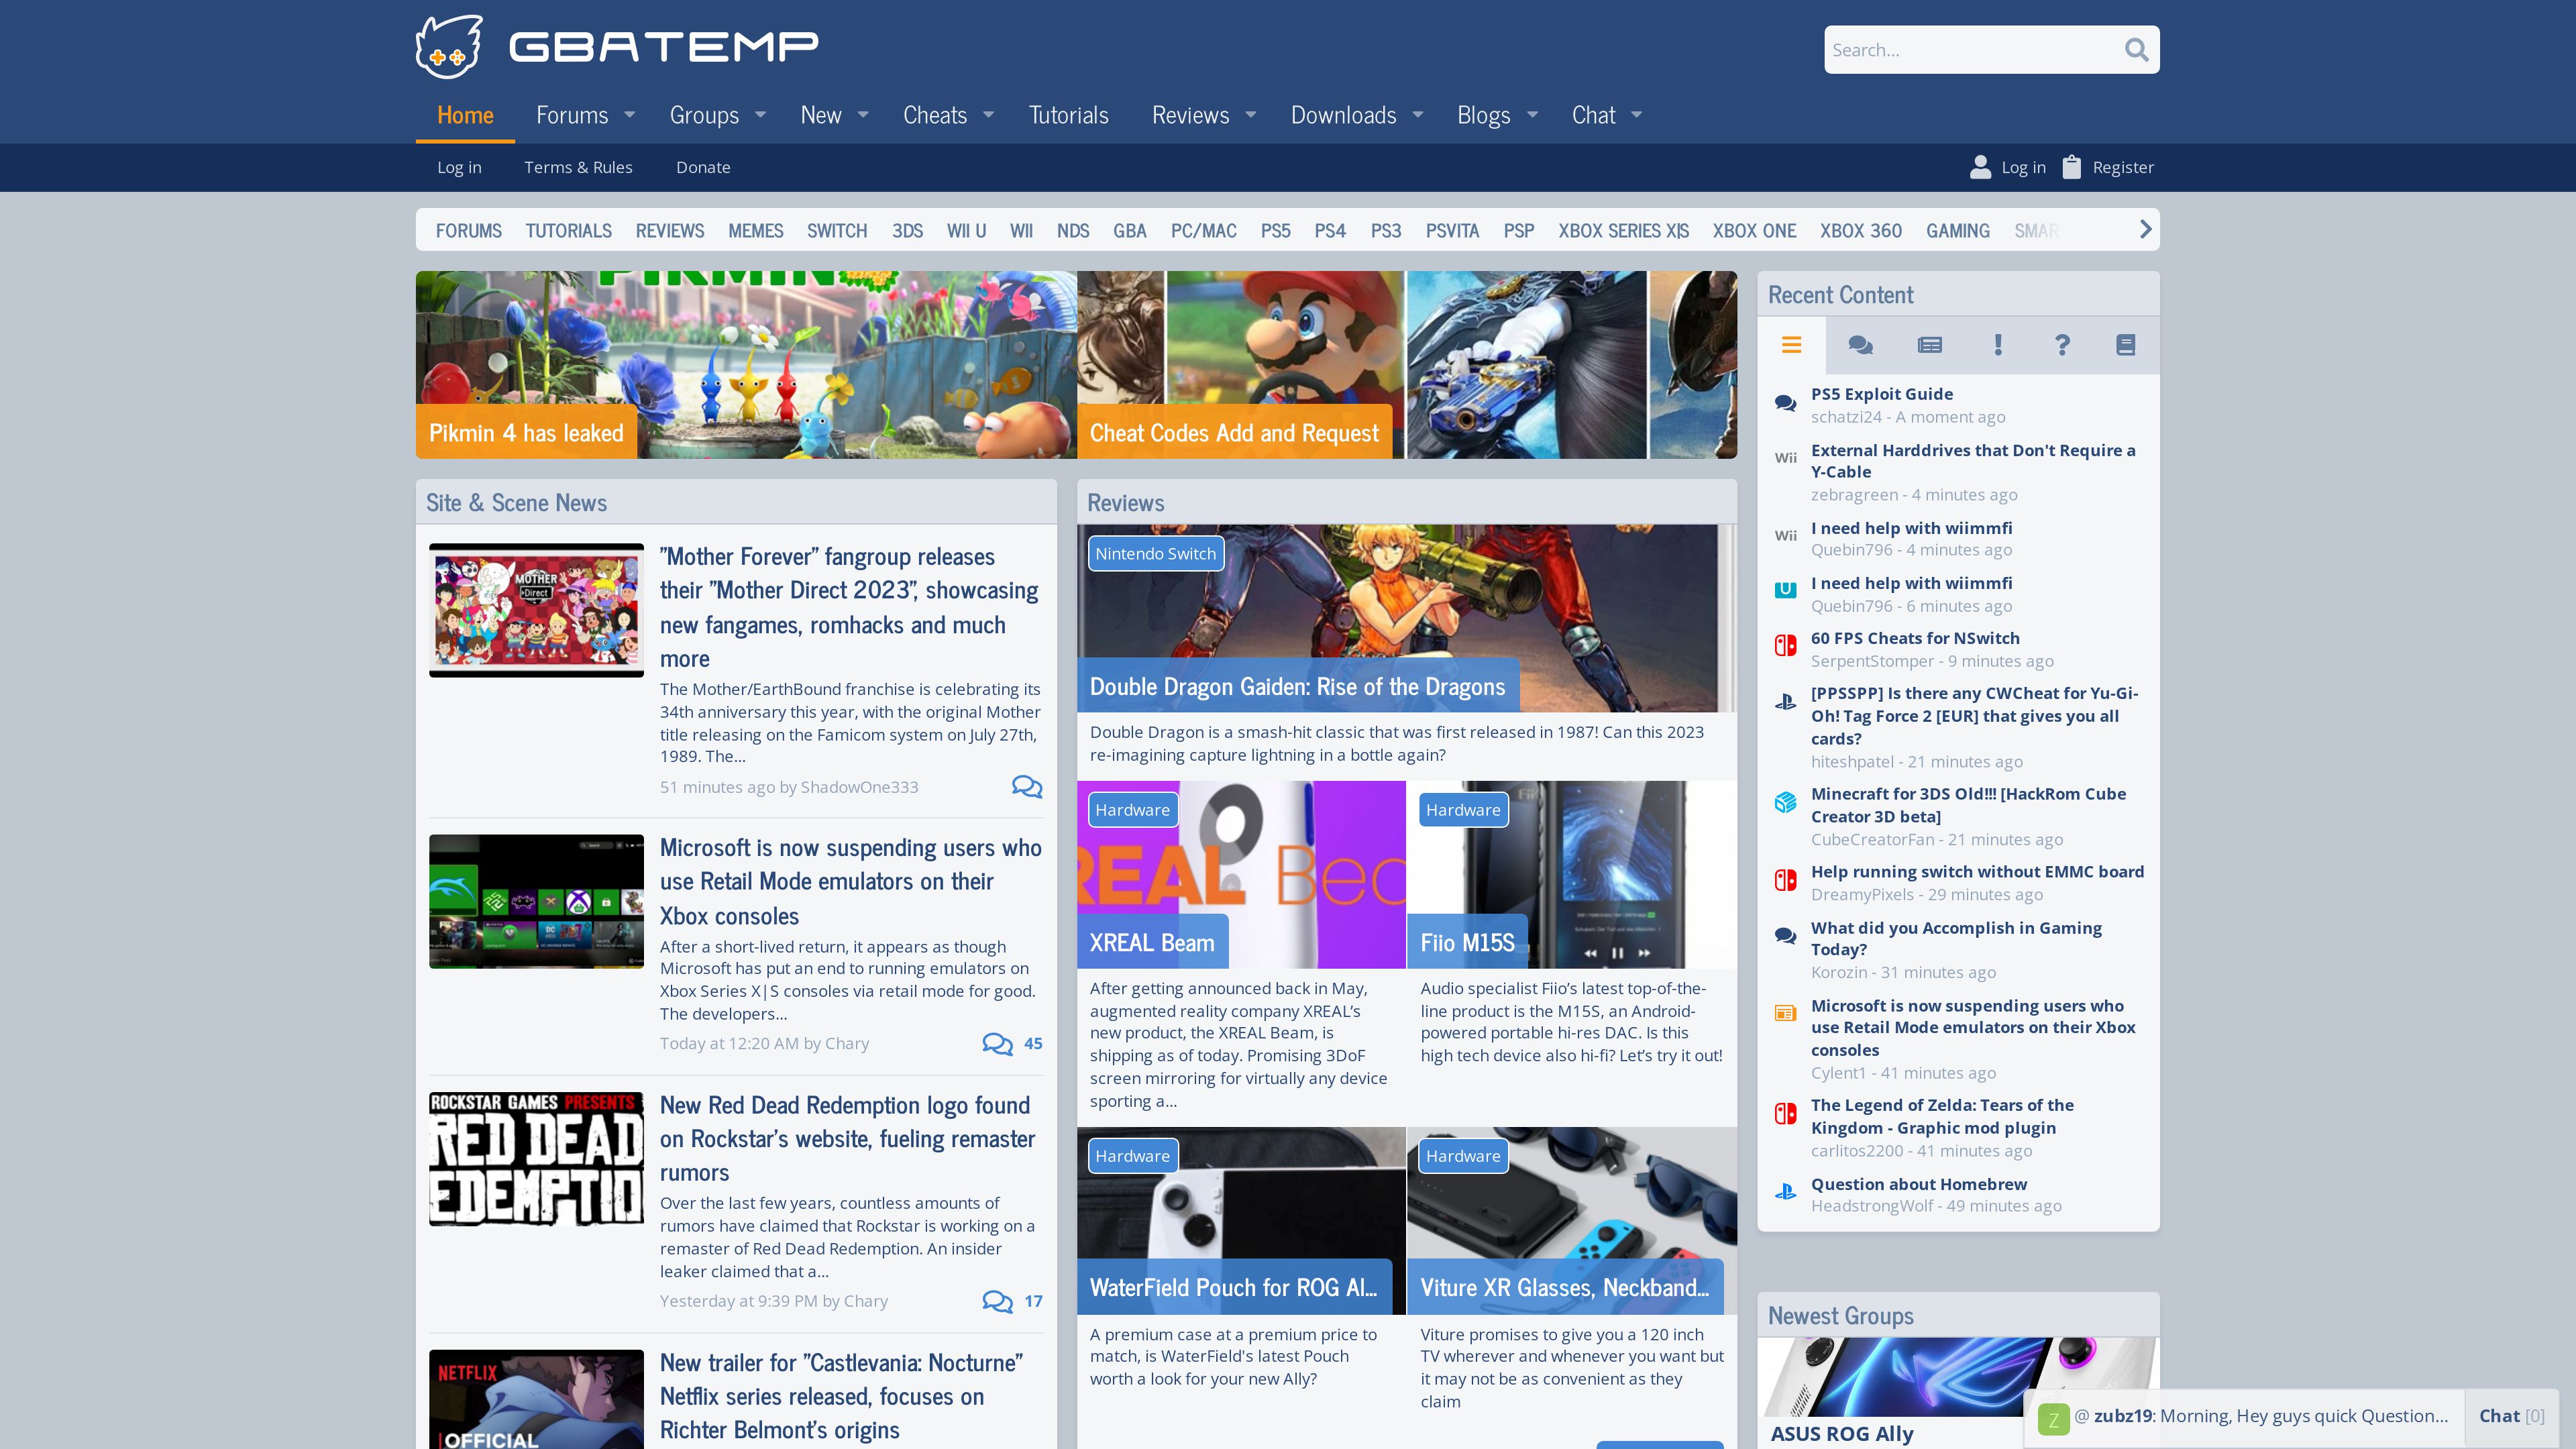 GBATEMP
Search...
Home Forums Groups New Cheats Tutorials Reviews Downloads Blogs Chat
Log in Terms & Rules Donate
Log in Register
FORUMS TUTORIALS REVIEWS MEMES SWITCH 3DS WII U WII NDS GBA PC/MAC PS5 PS4 PS3 PSVITA PSP XBOX SERIES X|S XBOX ONE XBOX 360 GAMING SMAR
PIKMIN
Pikmin 4 has leaked
Cheat Codes Add and Request
Site & Scene News
MOTHER
Direct
"Mother Forever" fangroup releases
their "Mother Direct 2023", showcasing
new fangames, romhacks and much
more
The Mother/EarthBound franchise is celebrating its
34th anniversary this year, with the original Mother
title releasing on the Famicom system on July 27th,
1989. The...
51 minutes ago by ShadowOne333
Microsoft is now suspending users who
use Retail Mode emulators on their
Xbox consoles
After a short-lived return, it appears as though
Microsoft has put an end to running emulators on
Xbox Series X|S consoles via retail mode for good.
The developers...
Today at 12:20 AM by Chary
45
ROCKSTAR GAMES PRESENTS
RED DEAD
EDEMPTIO
New Red Dead Redemption logo found
on Rockstar's website, fueling remaster
rumors
Over the last few years, countless amounts of
rumors have claimed that Rockstar is working on a
remaster of Red Dead Redemption. An insider
leaker claimed that a...
Yesterday at 9:39 PM by Chary
17
NETFLIX
OFFICIAL
New trailer for "Castlevania: Nocturne"
Netflix series released, focuses on
Richter Belmont's origins
Reviews
Nintendo Switch
Double Dragon Gaiden: Rise of the Dragons
Double Dragon is a smash-hit classic that was first released in 1987! Can this 2023
re-imagining capture lightning in a bottle again?
Hardware
REAL Bea
XREAL Beam
After getting announced back in May,
augmented reality company XREAL's
new product, the XREAL Beam, is
shipping as of today. Promising 3DoF
screen mirroring for virtually any device
sporting a...
Hardware
Fiio M15S
Audio specialist Fiio's latest top-of-the-
line product is the M15S, an Android-
powered portable hi-res DAC. Is this
high tech device also hi-fi? Let's try it out!
Hardware
WaterField Pouch for ROG Al...
A premium case at a premium price to
match, is WaterField's latest Pouch
worth a look for your new Ally?
Hardware
Viture XR Glasses, Neckband...
Viture promises to give you a 120 inch
TV wherever and whenever you want but
it may not be as convenient as they
claim
Recent Content
PS5 Exploit Guide
schatzi24 - A moment ago
Wii
External Harddrives that Don't Require a
Y-Cable
zebragreen - 4 minutes ago
Wii
I need help with wiimmfi
Quebin796 - 4 minutes ago
U
I need help with wiimmfi
Quebin796 - 6 minutes ago
60 FPS Cheats for NSwitch
SerpentStomper - 9 minutes ago
[PPSSPP] Is there any CWCheat for Yu-Gi-
Oh! Tag Force 2 [EUR] that gives you all
cards?
hiteshpatel - 21 minutes ago
Minecraft for 3DS Old!!! [HackRom Cube
Creator 3D beta]
CubeCreatorFan - 21 minutes ago
Help running switch without EMMC board
DreamyPixels - 29 minutes ago
What did you Accomplish in Gaming
Today?
Korozin - 31 minutes ago
Microsoft is now suspending users who
use Retail Mode emulators on their Xbox
consoles
Cylent1 - 41 minutes ago
The Legend of Zelda: Tears of the
Kingdom - Graphic mod plugin
carlitos2200 - 41 minutes ago
Question about Homebrew
HeadstrongWolf - 49 minutes ago
Newest Groups
ASUS ROG Ally
Z @ zubz19: Morning, Hey guys quick Question... Chat [0]